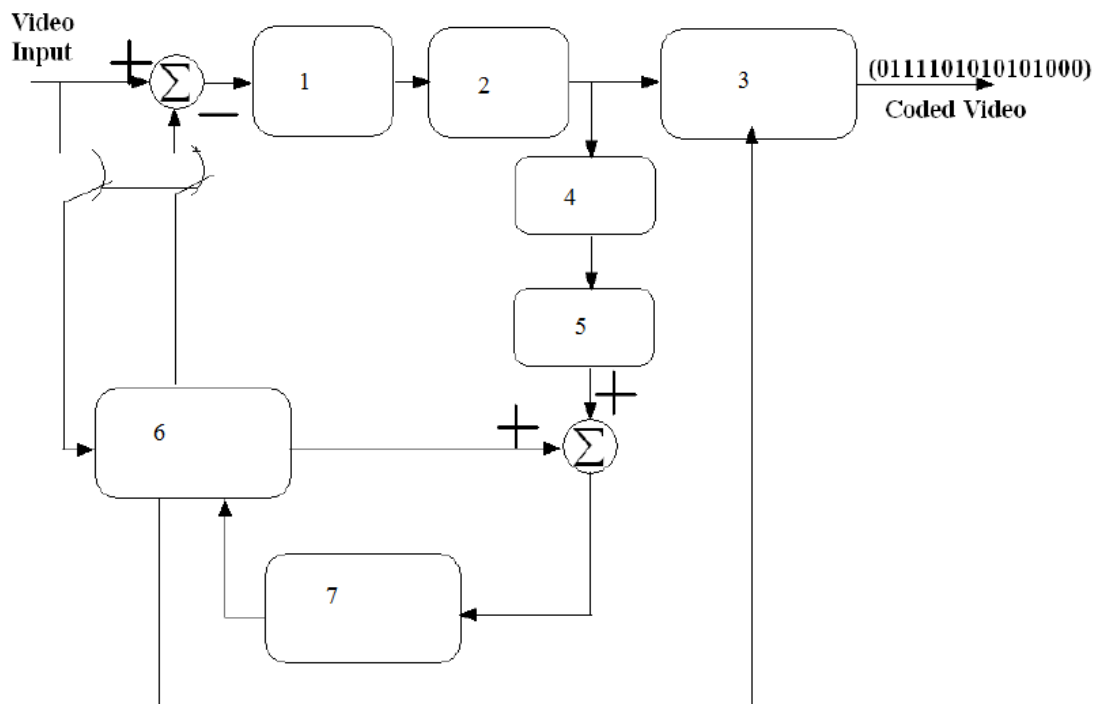 Video
Input
+
Σ
−
1
2
3
(0111101010101000)
Coded Video
4
5
+
6
+
Σ
7